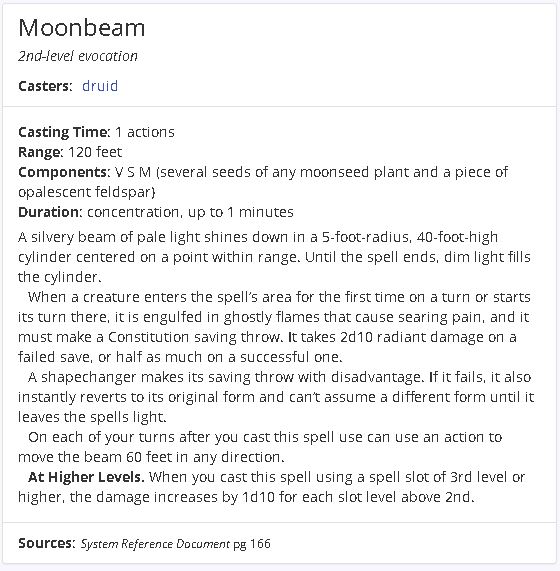 Moonbeam
2nd-level evocation
Casters: druid
Casting Time: 1 actions
Range: 120 feet
Components: V S M (several seeds of any moonseed plant and a piece of
opalescent feldspar}
Duration: concentration, up to 1 minutes
A silvery beam of pale light shines down in a 5-foot-radius, 40-foot-high
cylinder centered on a point within range. Until the spell ends, dim light fills
the cylinder.
When a creature enters the spell's area for the first time on a turn or starts
its turn there, it is engulfed in ghostly flames that cause searing pain, and it
must make a Constitution saving throw. It takes 2d10 radiant damage on a
failed save, or half as much on a successful one.
A shapechanger makes its saving throw with disadvantage. If it fails, it also
instantly reverts to its original form and can't assume a different form until it
leaves the spells light.
On each of your turns after you cast this spell use can use an action to
move the beam 60 feet in any direction.
At Higher Levels. When you cast this spell using a spell slot of 3rd level or
higher, the damage increases by 1d10 for each slot level above 2nd.
Sources: System Reference Document pg 166